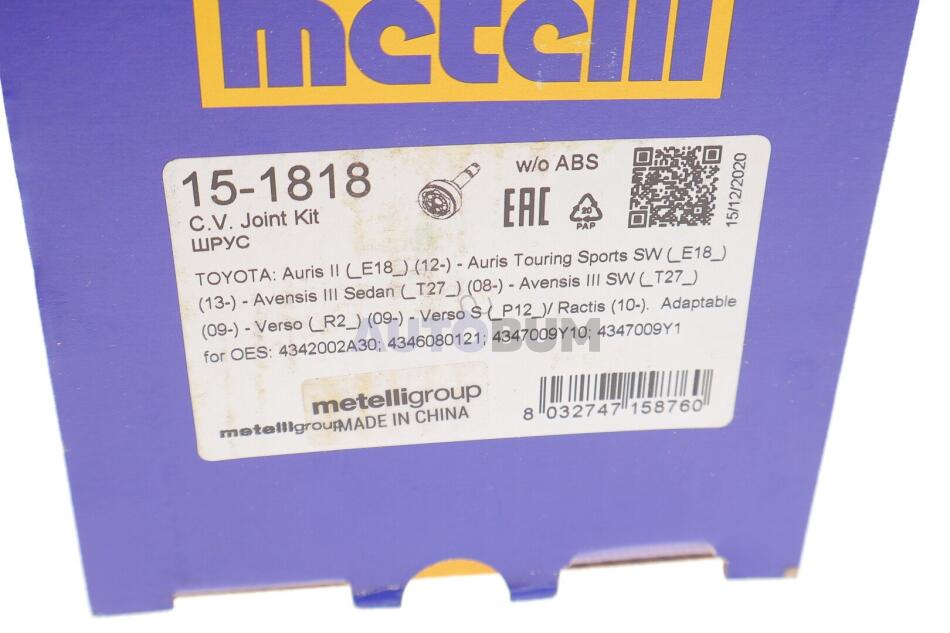 metelli
15-1818
C.V. Joint Kit
ШРУС
w/o ABS
EAC
20
PAP
15/12/2020
TOYOTA: Auris II (_E18_) (12-) - Auris Touring Sports SW (_E18_)
(13-) - Avensis III Sedan (_T27_) (08-) - Avensis III SW (_T27_)
(09-) - Verso (_R2_) (09-) - Verso S (_P12_)/ Ractis (10-). Adaptable
for OES: 4342002A30; 4346080121; 4347009Y10; 4347009Y1
AUTOBUM
metelligroup
metelligroup
MADE IN CHINA
8 032747 158760